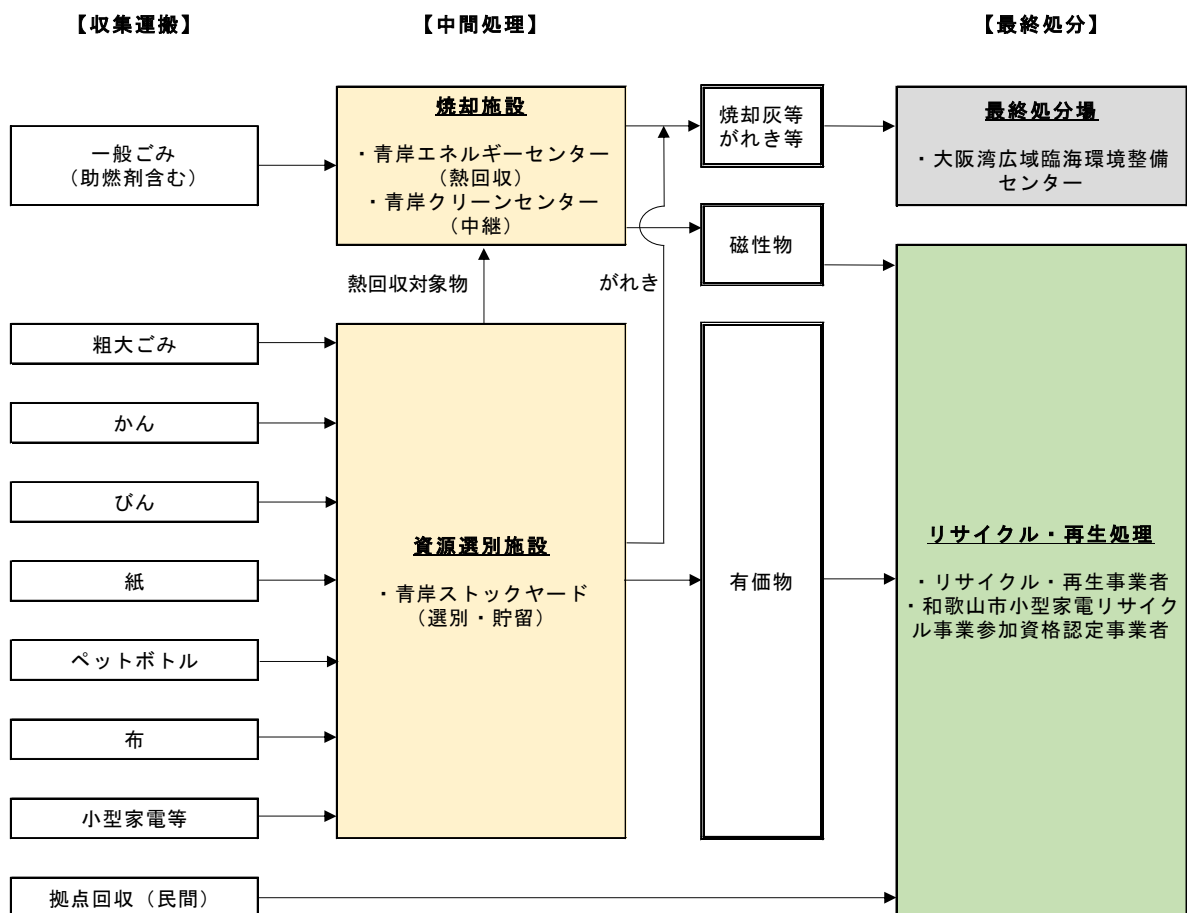 【収集運搬】
【中間処理】
【最終処分】
一般ごみ
（助燃剤含む）
焼却施設
・青岸エネルギーセンター
（熱回収）
・青岸クリーンセンター
（中継）
焼却灰等
がれき等
磁性物
最終処分場
・大阪湾広域臨海環境整備
センター
熱回収対象物
がれき
粗大ごみ
かん
びん
紙
ペットボトル
布
小型家電等
拠点回収（民間）
資源選別施設
・青岸ストックヤード
（選別・貯留）
有価物
リサイクル・再生処理
・リサイクル・再生事業者
・和歌山市小型家電リサイク
ル事業参加資格認定事業者